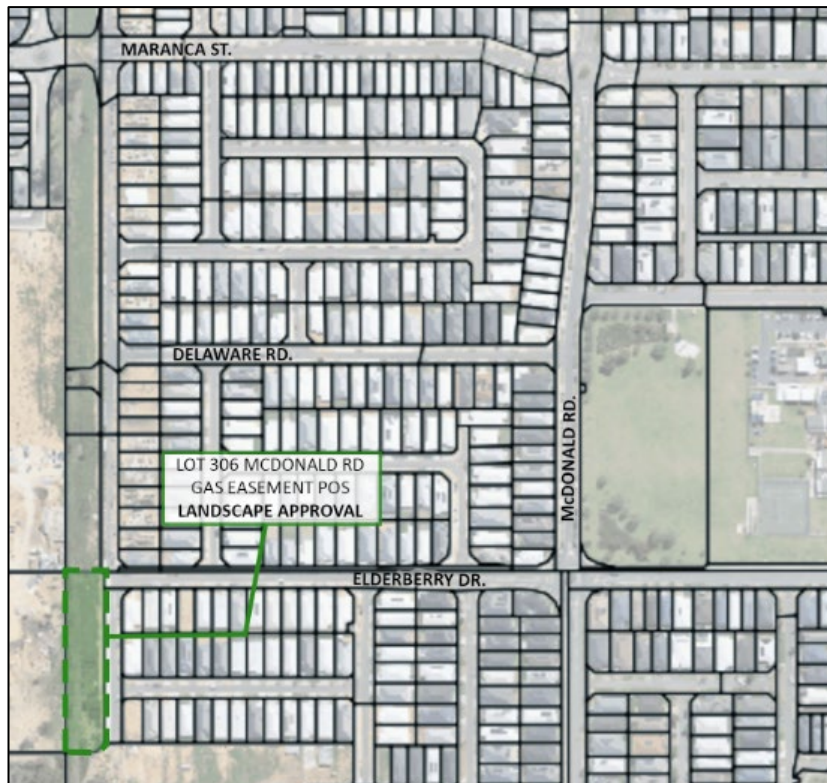 MARANCA ST.
DELAWARE RD.
McDONALD RD.
LOT 306 MCDONALD RD
GAS EASEMENT POS
LANDSCAPE APPROVAL
ELDERBERRY DR.